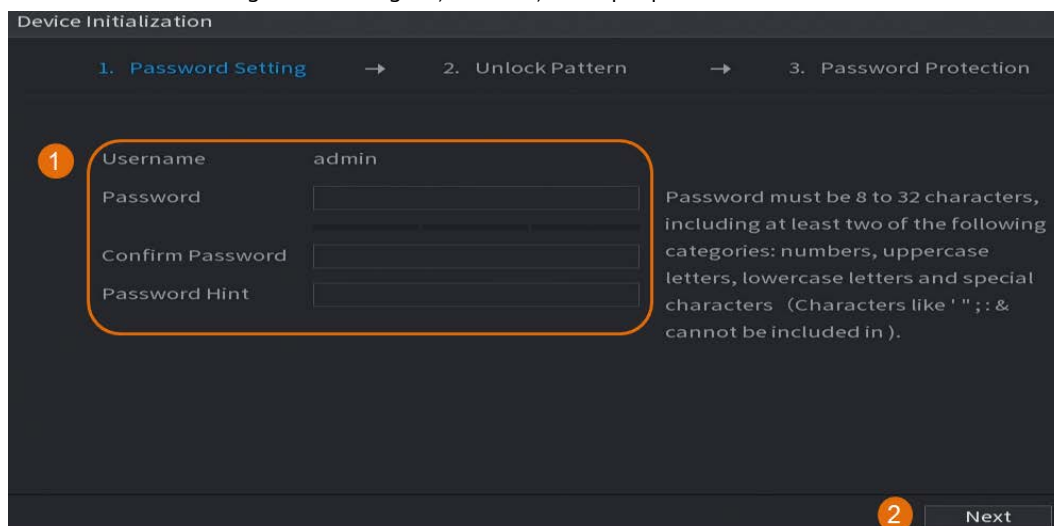 Device Initialization
1. Password Setting → 2. Unlock Pattern → 3. Password Protection
1
Username admin
Password
Confirm Password
Password Hint
Password must be 8 to 32 characters,
including at least two of the following
categories: numbers, uppercase
letters, lowercase letters and special
characters (Characters like ' " ; : &
cannot be included in ).
2 Next